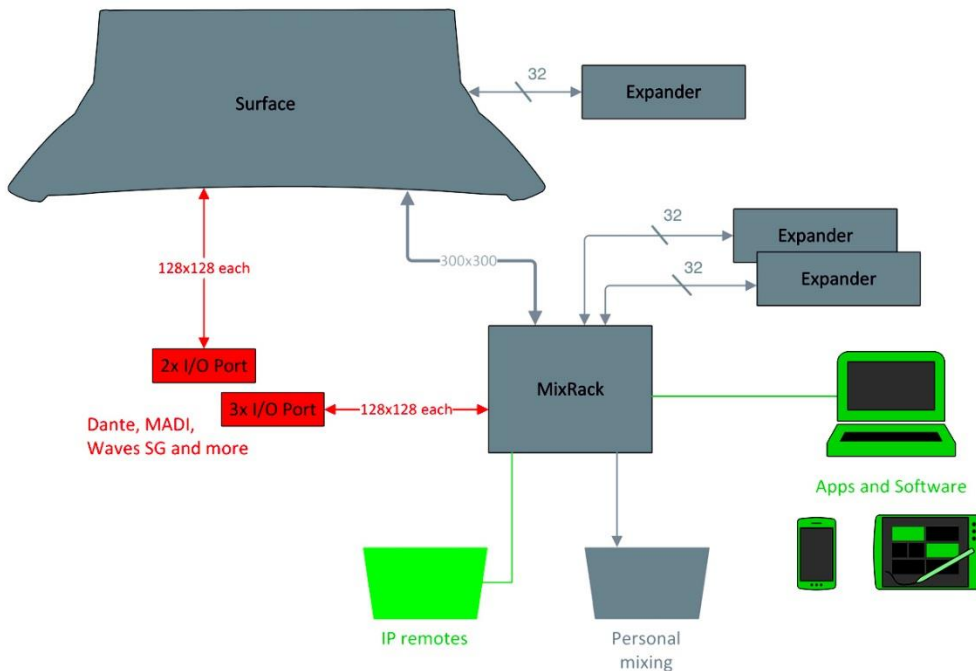 Surface
32
Expander
32
Expander
32
Expander
128x128 each
300x300
2x I/O Port
3x I/O Port
128x128 each
MixRack
Dante, MADI,
Waves SG and more
Apps and Software
IP remotes
Personal
mixing